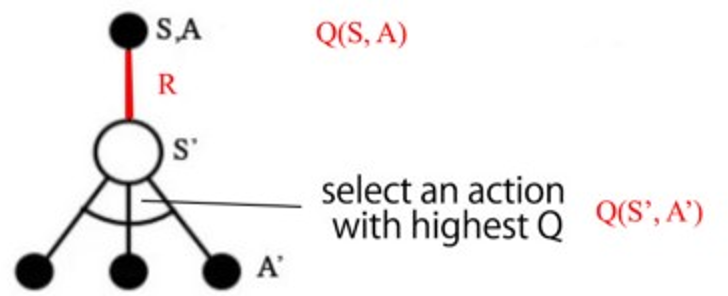 S,A
Q(S, A)
R
S'
select an action
with highest Q
Q(S', A')
A'